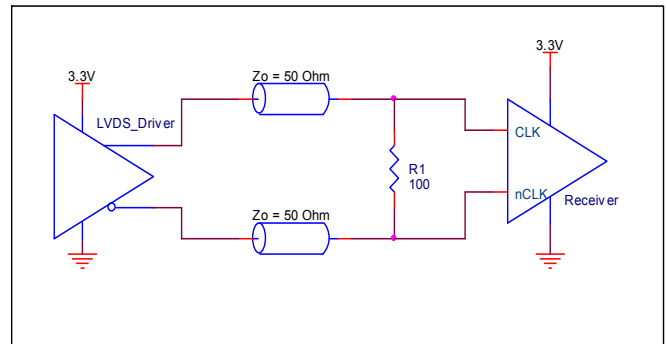 3.3V
3.3V
Zo = 50 Ohm
LVDS_Driver
CLK
R1
100
nCLK
Receiver
Zo = 50 Ohm